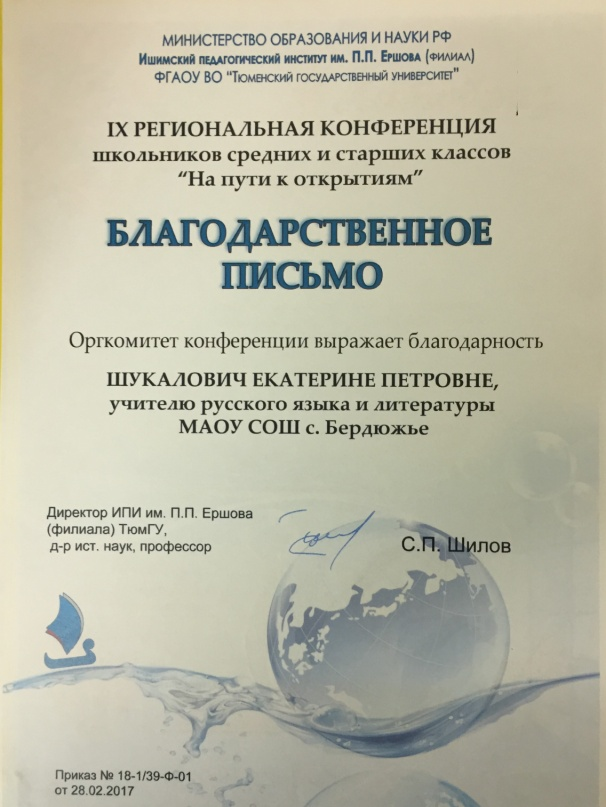 МИНИСТЕРСТВО ОБРАЗОВАНИЯ И НАУКИ РФ
Ишимский педагогический институт им. П.П. Ершова (филиал)
ФГАОУ ВО "Тюменский государственный университет"
IX РЕГИОНАЛЬНАЯ КОНФЕРЕНЦИЯ
школьников средних и старших классов
"На пути к открытиям"
БЛАГОДАРСТВЕННОЕ
ПИСЬМО
Оргкомитет конференции выражает благодарность
ШУКАЛОВИЧ ЕКАТЕРИНЕ ПЕТРОВНЕ,
учителю русского языка и литературы
МАОУ СОШ с. Бердюжье
Директор ИПИ им. П.П. Ершова
(филиала) ТюмГУ,
д-р ист. наук, профессор
С.П. Шилов
Приказ № 18-1/39-Ф-01
от 28.02.2017